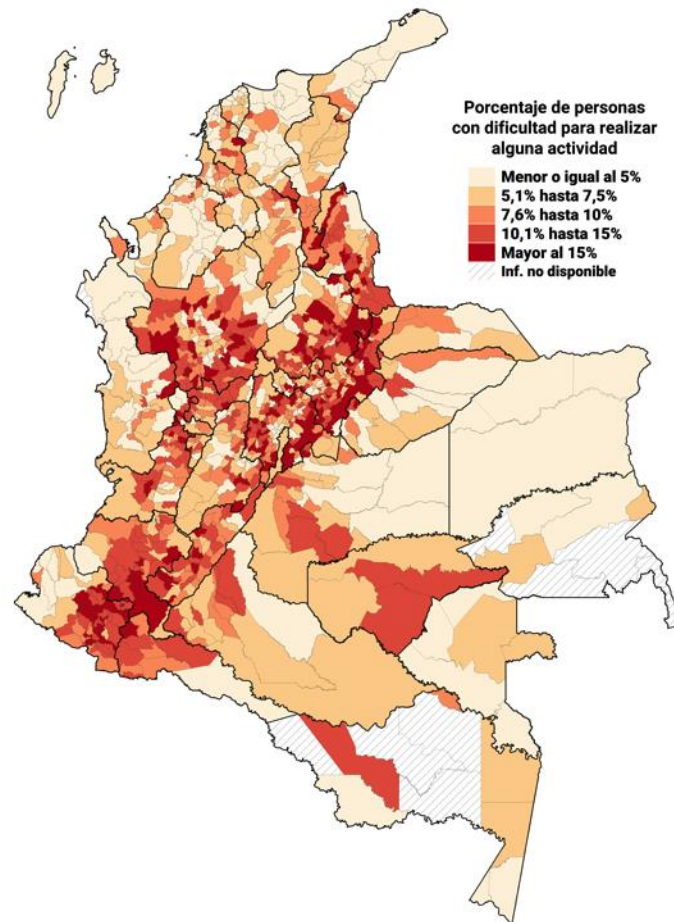 Porcentaje de personas
con dificultad para realizar
alguna actividad
Menor o igual al 5%
5,1% hasta 7,5%
7,6% hasta 10%
10,1% hasta 15%
Mayor al 15%
Inf. no disponible